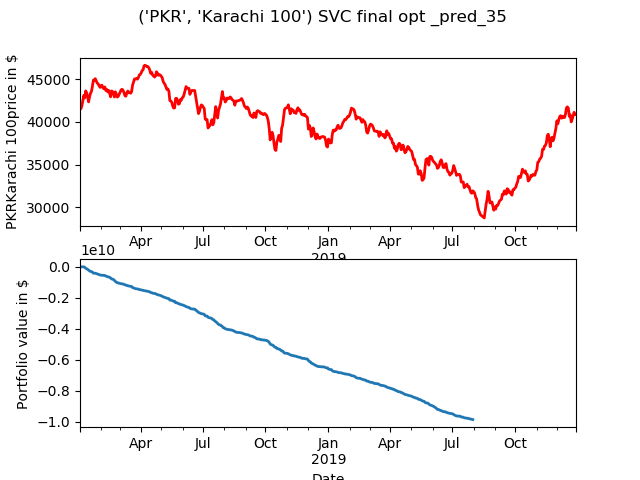 ('PKR', 'Karachi 100') SVC final opt _pred_35
PKRKarachi 100price in $
45000
40000
35000
30000
Apr Jul Oct Jan Apr Jul Oct
2019
1e10
Portfolio value in $
0.0
−0.2
−0.4
−0.6
−0.8
−1.0
Apr Jul Oct Jan Apr Jul Oct
2019
Date